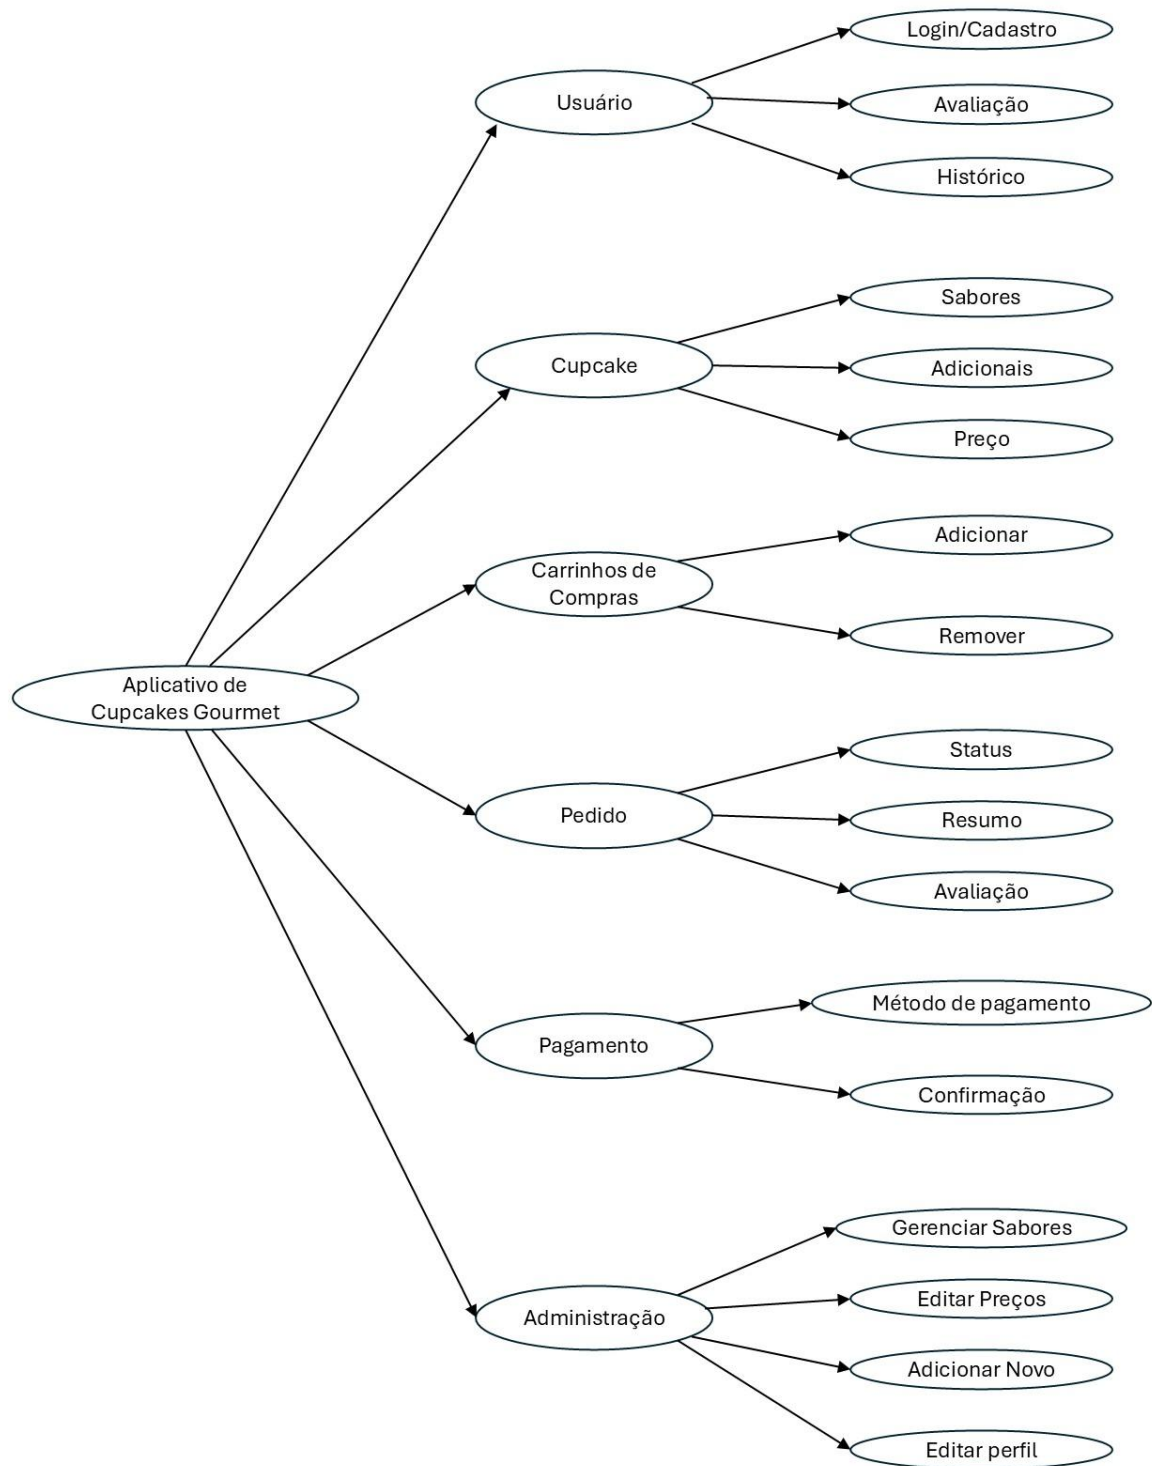 Login/Cadastro
Usuário
Avaliação
Histórico
Sabores
Cupcake
Adicionais
Preço
Adicionar
Carrinhos de
Compras
Remover
Aplicativo de
Cupcakes Gourmet
Status
Pedido
Resumo
Avaliação
Método de pagamento
Pagamento
Confirmação
Gerenciar Sabores
Editar Preços
Administração
Adicionar Novo
Editar perfil